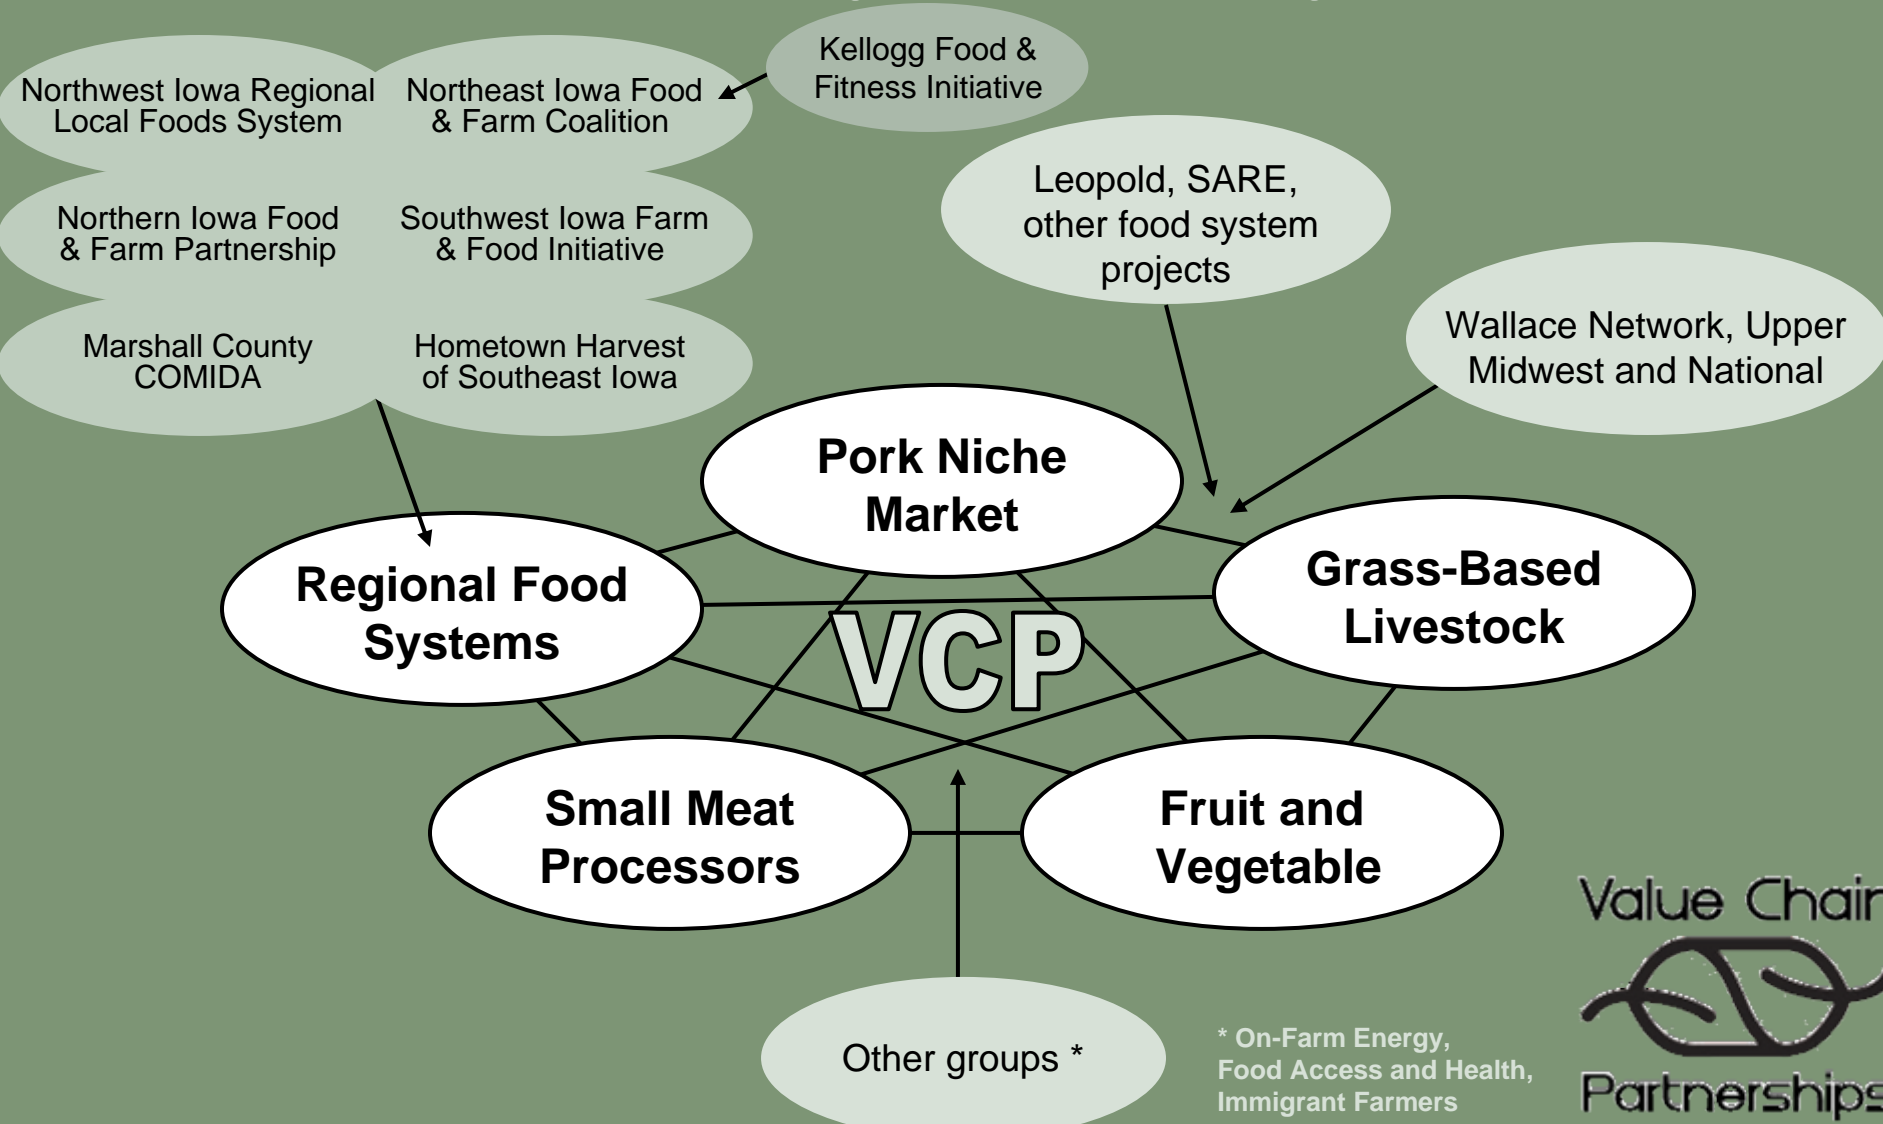 Kellogg Food &
Fitness Initiative
Northwest Iowa Regional
Local Foods System
Northeast Iowa Food
& Farm Coalition
Northern Iowa Food
& Farm Partnership
Southwest Iowa Farm
& Food Initiative
Marshall County
COMIDA
Hometown Harvest
of Southeast Iowa
Leopold, SARE,
other food system
projects
Wallace Network, Upper
Midwest and National
Pork Niche
Market
Regional Food
Systems
Grass-Based
Livestock
VCP
Small Meat
Processors
Fruit and
Vegetable
Other groups *
* On-Farm Energy,
Food Access and Health,
Immigrant Farmers
Value Chain
Partnerships